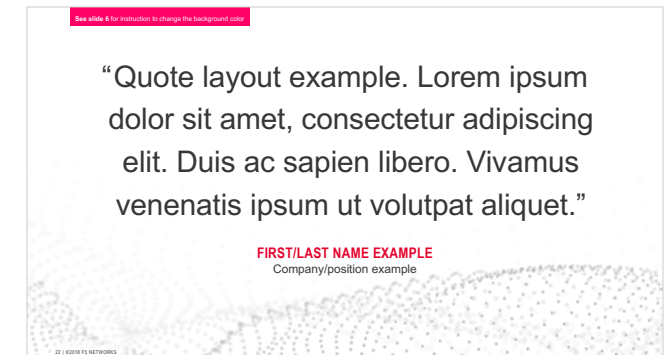 See slide 6 for instruction to change the background color
“Quote layout example. Lorem ipsum
dolor sit amet, consectetur adipiscing
elit. Duis ac sapien libero. Vivamus
venenatis ipsum ut volutpat aliquet.”
FIRST/LAST NAME EXAMPLE
Company/position example
22 | ©2018 F5 NETWORKS